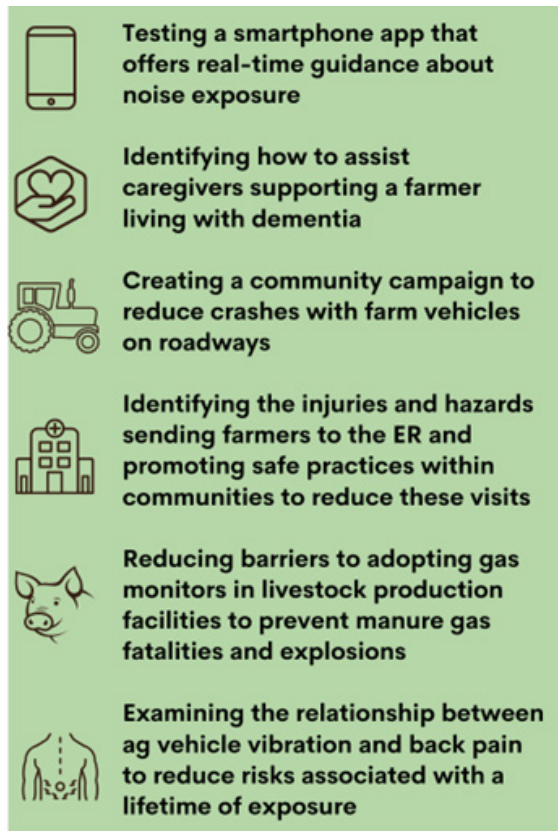 Testing a smartphone app that
offers real-time guidance about
noise exposure
Identifying how to assist
caregivers supporting a farmer
living with dementia
Creating a community campaign to
reduce crashes with farm vehicles
on roadways
Identifying the injuries and hazards
sending farmers to the ER and
promoting safe practices within
communities to reduce these visits
Reducing barriers to adopting gas
monitors in livestock production
facilities to prevent manure gas
fatalities and explosions
Examining the relationship between
ag vehicle vibration and back pain
to reduce risks associated with a
lifetime of exposure